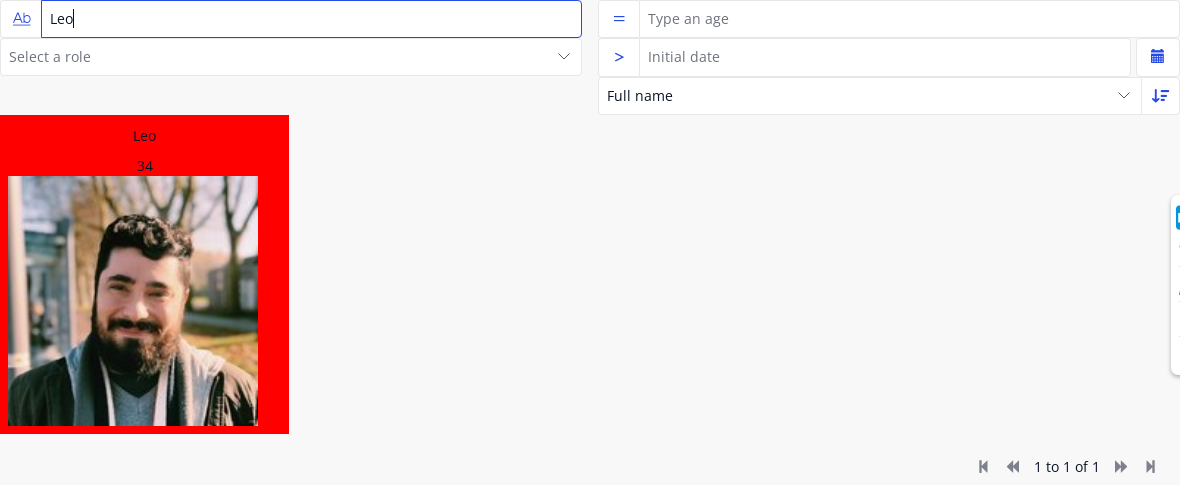 Ab Leo
= Type an age
Select a role
> Initial date
Full name
Leo
34
1 to 1 of 1